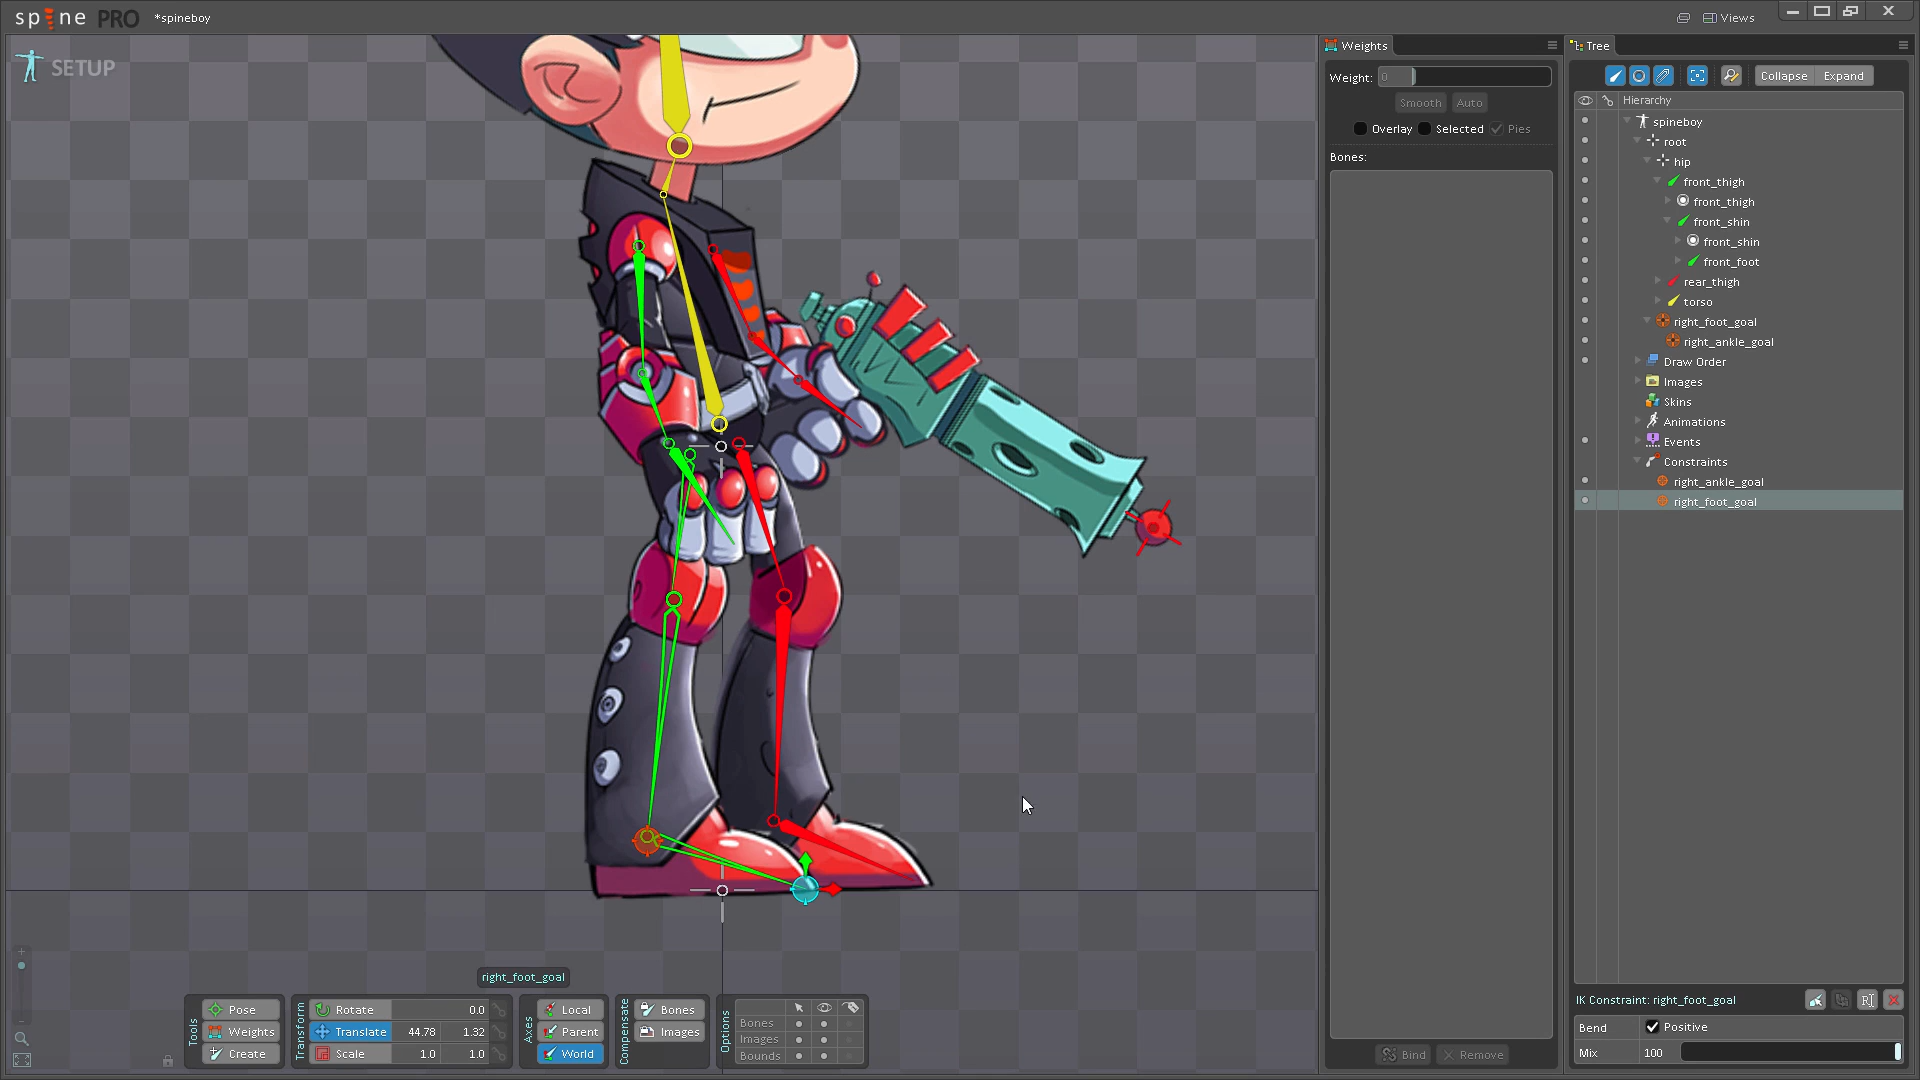 spine PRO
*spineboy
Views
SETUP
Weights
Weight:
0
Smooth
Auto
Overlay
Selected
Pies
Bones:
Bind
Remove
Tree
Collapse
Expand
Hierarchy
spineboy
root
hip
front_thigh
front_thigh
front_shin
front_shin
front_foot
rear_thigh
torso
right_foot_goal
right_ankle_goal
Draw Order
Images
Skins
Animations
Events
Constraints
right_ankle_goal
right_foot_goal
IK Constraint: right_foot_goal
Bend
Positive
Mix
100
right_foot_goal
Tools
Pose
Weights
Create
Transform
Rotate 0.0
Translate 44.78 1.32
Scale 1.0 1.0
Axes
Local
Parent
World
Compensate
Bones
Images
Options
Bones
Images
Bounds